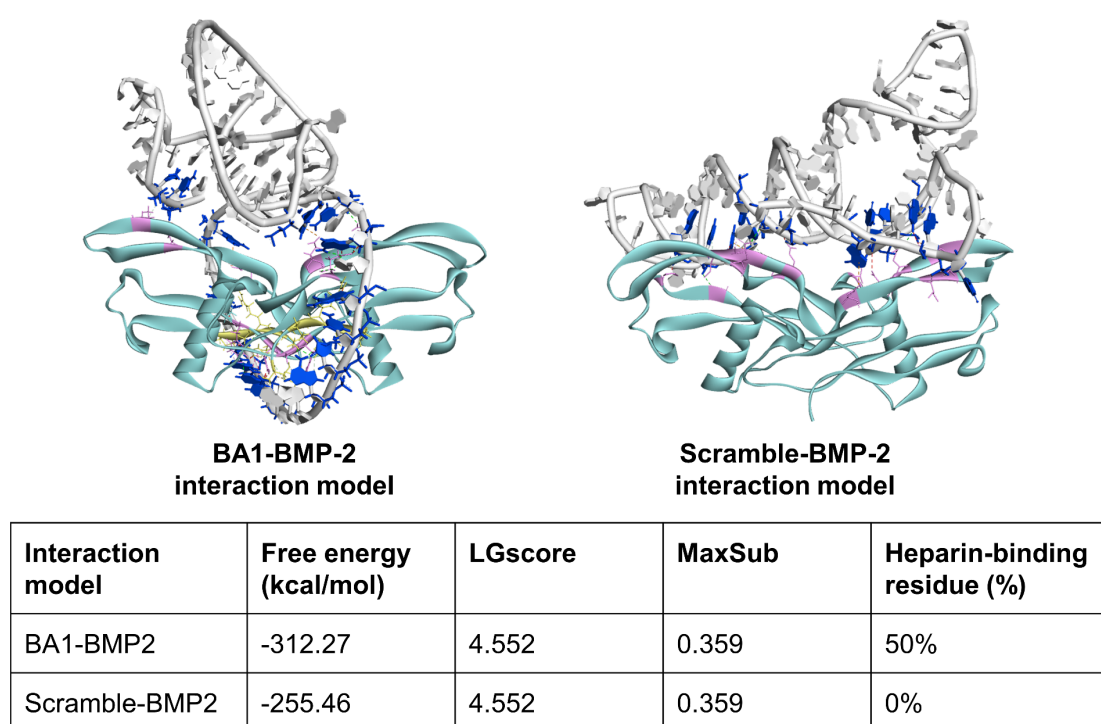 BA1-BMP-2
interaction model
Scramble-BMP-2
interaction model
Interaction model Free energy (kcal/mol) LGscore MaxSub Heparin-binding residue (%)
BA1-BMP2 -312.27 4.552 0.359 50%
Scramble-BMP2 -255.46 4.552 0.359 0%